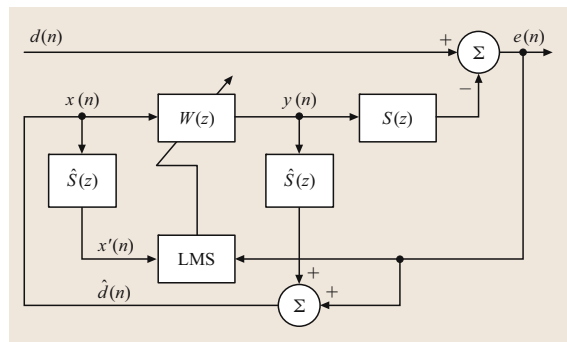 d(n) + Σ e(n)
−
x(n) W(z) y(n) S(z)
Ŝ(z) Ŝ(z)
x′(n) LMS
+
d̂(n) Σ +